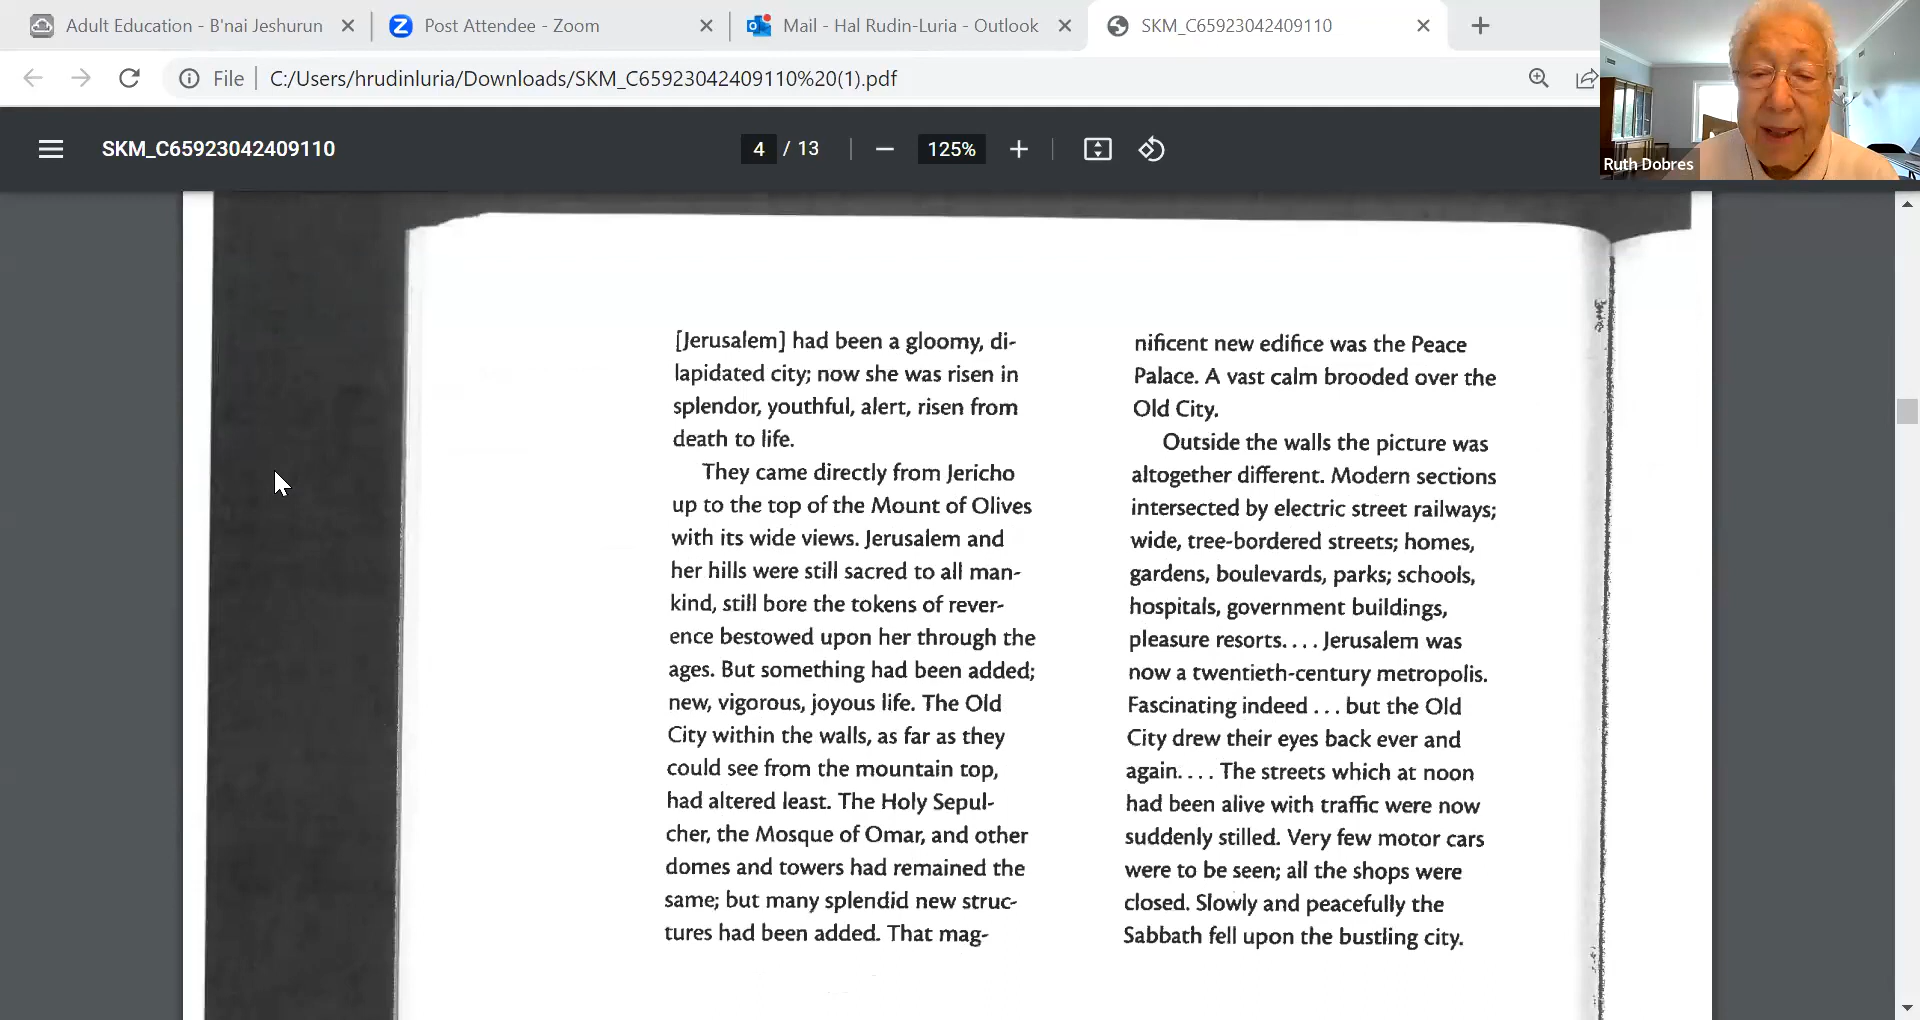 Adult Education - B'nai Jeshurun
Post Attendee - Zoom
Mail - Hal Rudin-Luria - Outlook
SKM_C65923042409110
File
C:/Users/hrudinluria/Downloads/SKM_C65923042409110%20(1).pdf
SKM_C65923042409110
4 / 13
125%
Ruth Dobres
[Jerusalem] had been a gloomy, di-
lapidated city; now she was risen in
splendor, youthful, alert, risen from
death to life.
They came directly from Jericho
up to the top of the Mount of Olives
with its wide views. Jerusalem and
her hills were still sacred to all man-
kind, still bore the tokens of rever-
ence bestowed upon her through the
ages. But something had been added;
new, vigorous, joyous life. The Old
City within the walls, as far as they
could see from the mountain top,
had altered least. The Holy Sepul-
cher, the Mosque of Omar, and other
domes and towers had remained the
same; but many splendid new struc-
tures had been added. That mag-
nificent new edifice was the Peace
Palace. A vast calm brooded over the
Old City.
Outside the walls the picture was
altogether different. Modern sections
intersected by electric street railways;
wide, tree-bordered streets; homes,
gardens, boulevards, parks; schools,
hospitals, government buildings,
pleasure resorts.... Jerusalem was
now a twentieth-century metropolis.
Fascinating indeed ... but the Old
City drew their eyes back ever and
again.... The streets which at noon
had been alive with traffic were now
suddenly stilled. Very few motor cars
were to be seen; all the shops were
closed. Slowly and peacefully the
Sabbath fell upon the bustling city.